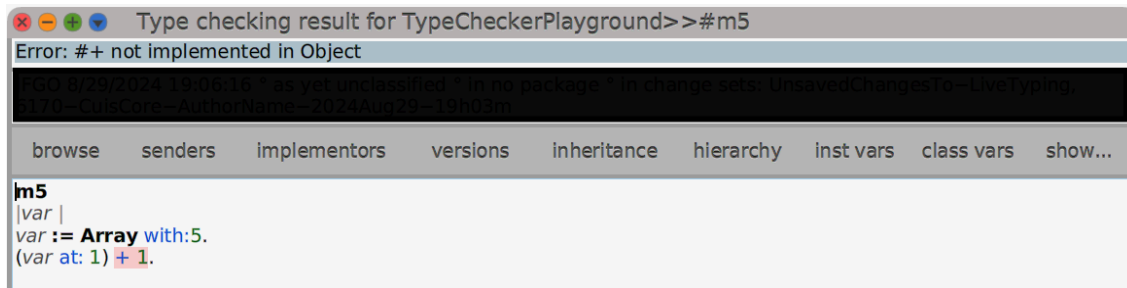 Type checking result for TypeCheckerPlayground>>#m5
Error: #+ not implemented in Object
FGO 8/29/2024 19:06:16 * as yet unclassified * in no package * in change sets: UnsavedChangesTo-LiveTyping,
6170-CuisCore-AuthorName-2024Aug29-19h03m
browse senders implementors versions inheritance hierarchy inst vars class vars show...
m5
|var |
var := Array with:5.
(var at: 1) + 1.